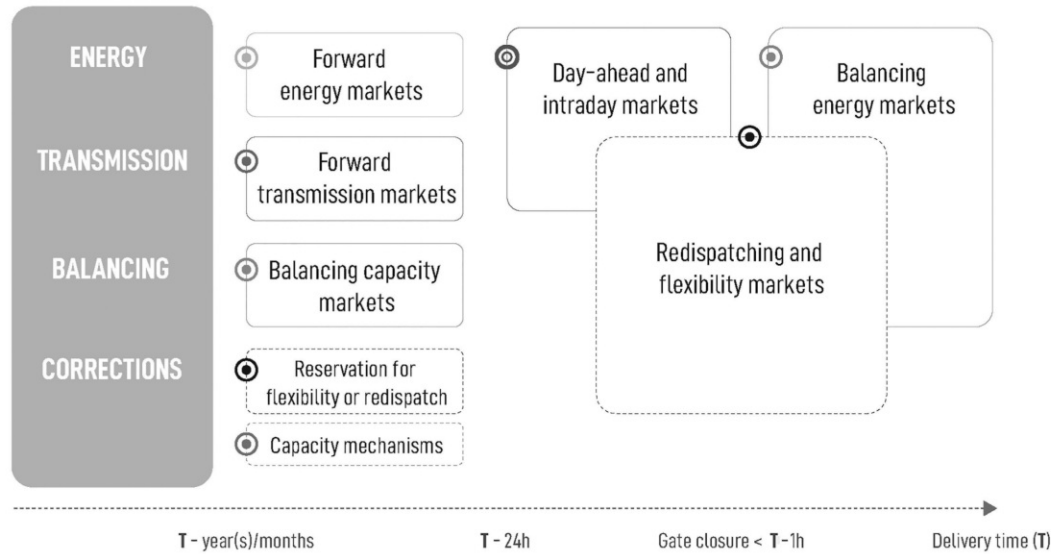 ENERGY
Forward
energy markets
Day-ahead and
intraday markets
Balancing
energy markets
TRANSMISSION
Forward
transmission markets
Redispatching and
flexibility markets
BALANCING
Balancing capacity
markets
CORRECTIONS
Reservation for
flexibility or redispatch
Capacity mechanisms
T - year(s)/months
T - 24h
Gate closure < T-1h
Delivery time (T)